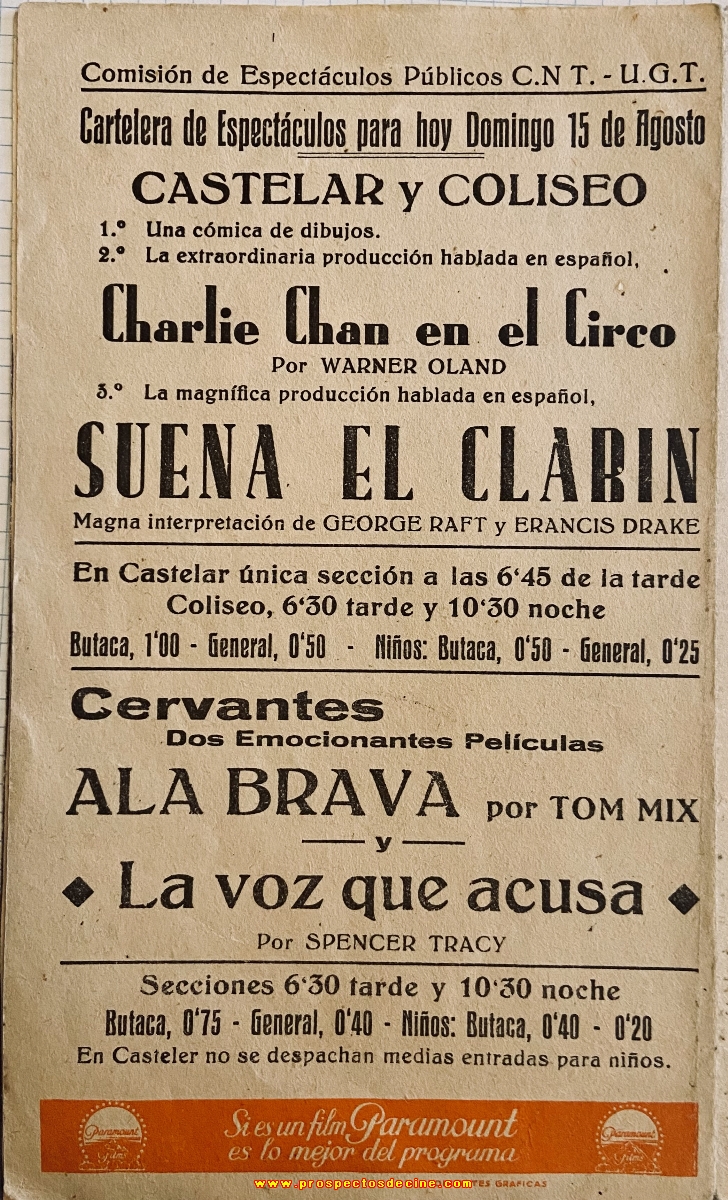 Comisión de Espectáculos Públicos C.N T. - U.G.T.
Cartelera de Espectáculos para hoy Domingo 15 de Agosto
CASTELAR y COLISEO
1.º Una cómica de dibujos.
2.º La extraordinaria producción hablada en español,
Charlie Chan en el Circo
Por WARNER OLAND
3.º La magnífica producción hablada en español,
SUENA EL CLARIN
Magna interpretación de GEORGE RAFT y ERANCIS DRAKE
En Castelar única sección a las 6'45 de la tarde
Coliseo, 6'30 tarde y 10'30 noche
Butaca, 1'00 - General, 0'50 - Niños: Butaca, 0'50 - General, 0'25
Cervantes
Dos Emocionantes Películas
ALA BRAVA por TOM MIX
y
La voz que acusa
Por SPENCER TRACY
Secciones 6'30 tarde y 10'30 noche
Butaca, 0'75 - General, 0'40 - Niños: Butaca, 0'40 - 0'20
En Casteler no se despachan medias entradas para niños.
Paramount Films
Si es un film Paramount
es lo mejor del programa
Paramount Films
www.prospectosdecine.com
GRAFICAS